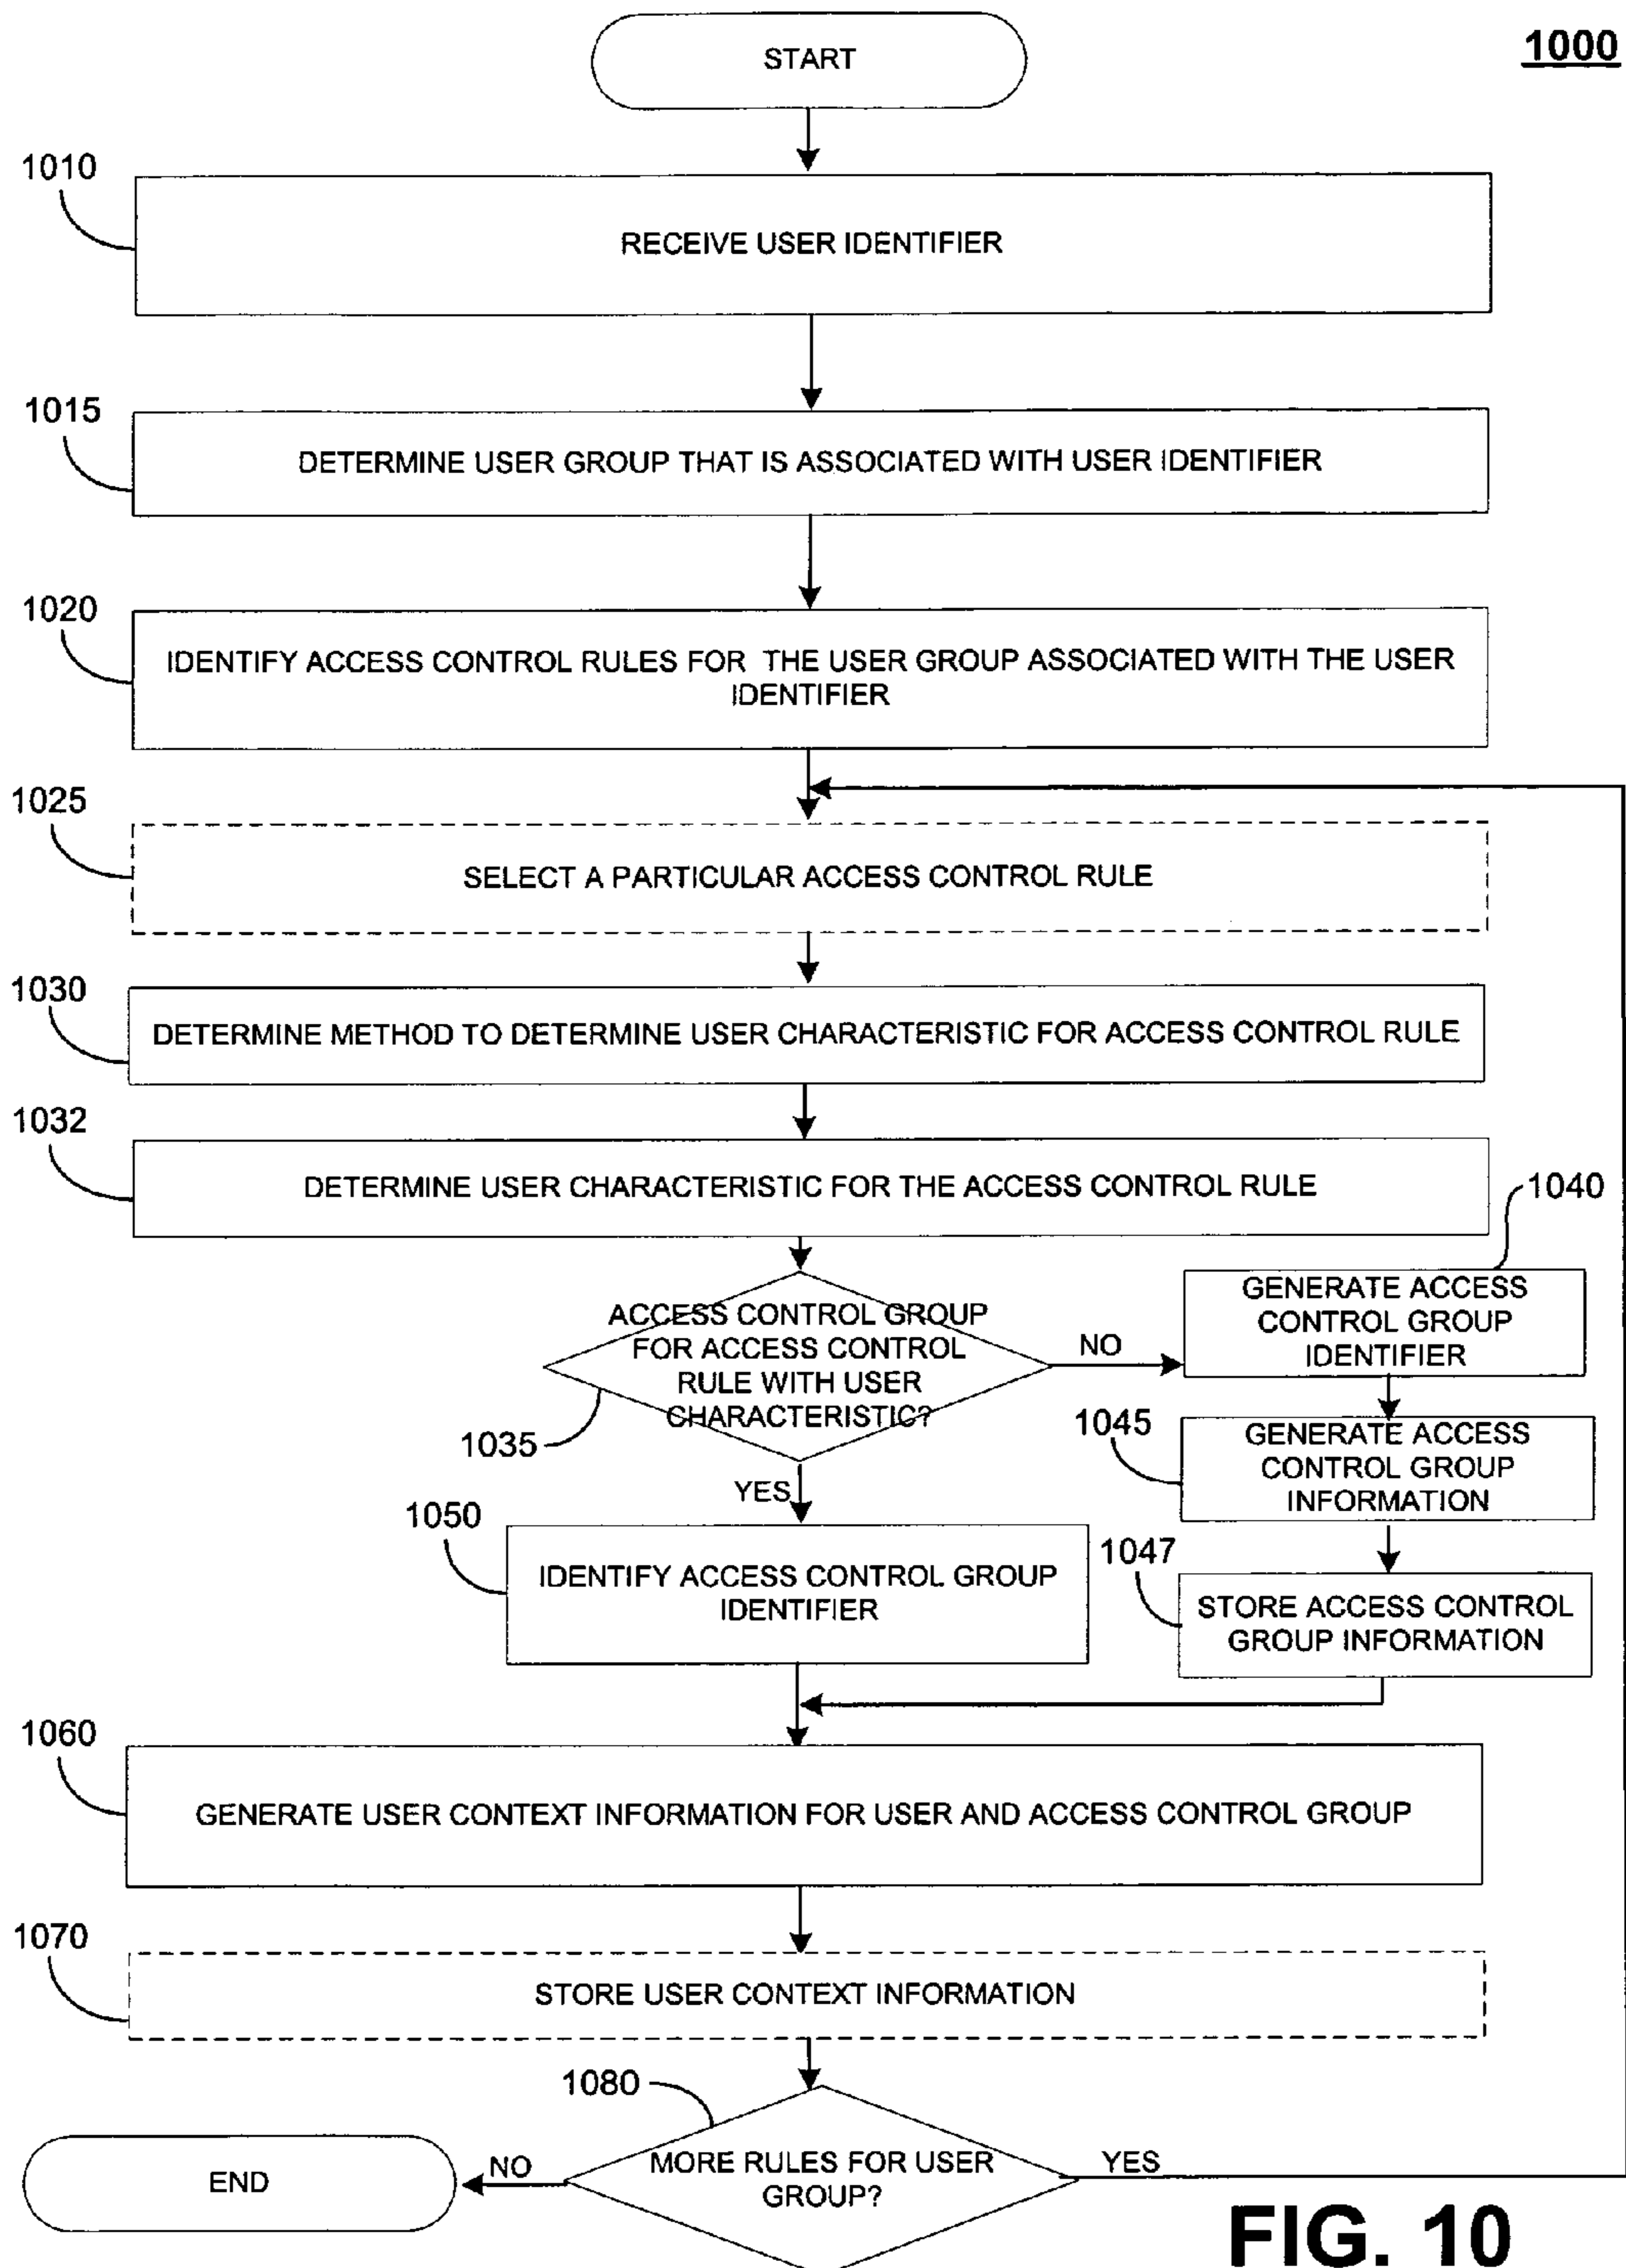 START
1000
1010
RECEIVE USER IDENTIFIER
1015
DETERMINE USER GROUP THAT IS ASSOCIATED WITH USER IDENTIFIER
1020
IDENTIFY ACCESS CONTROL RULES FOR THE USER GROUP ASSOCIATED WITH THE USER
IDENTIFIER
1025
SELECT A PARTICULAR ACCESS CONTROL RULE
1030
DETERMINE METHOD TO DETERMINE USER CHARACTERISTIC FOR ACCESS CONTROL RULE
1032
DETERMINE USER CHARACTERISTIC FOR THE ACCESS CONTROL RULE
ACCESS CONTROL GROUP
FOR ACCESS CONTROL
RULE WITH USER
CHARACTERISTIC?
1035
NO
1040
GENERATE ACCESS
CONTROL GROUP
IDENTIFIER
1045
GENERATE ACCESS
CONTROL GROUP
INFORMATION
1047
STORE ACCESS CONTROL
GROUP INFORMATION
YES
1050
IDENTIFY ACCESS CONTROL GROUP
IDENTIFIER
1060
GENERATE USER CONTEXT INFORMATION FOR USER AND ACCESS CONTROL GROUP
1070
STORE USER CONTEXT INFORMATION
1080
MORE RULES FOR USER
GROUP?
YES
NO
END
FIG. 10